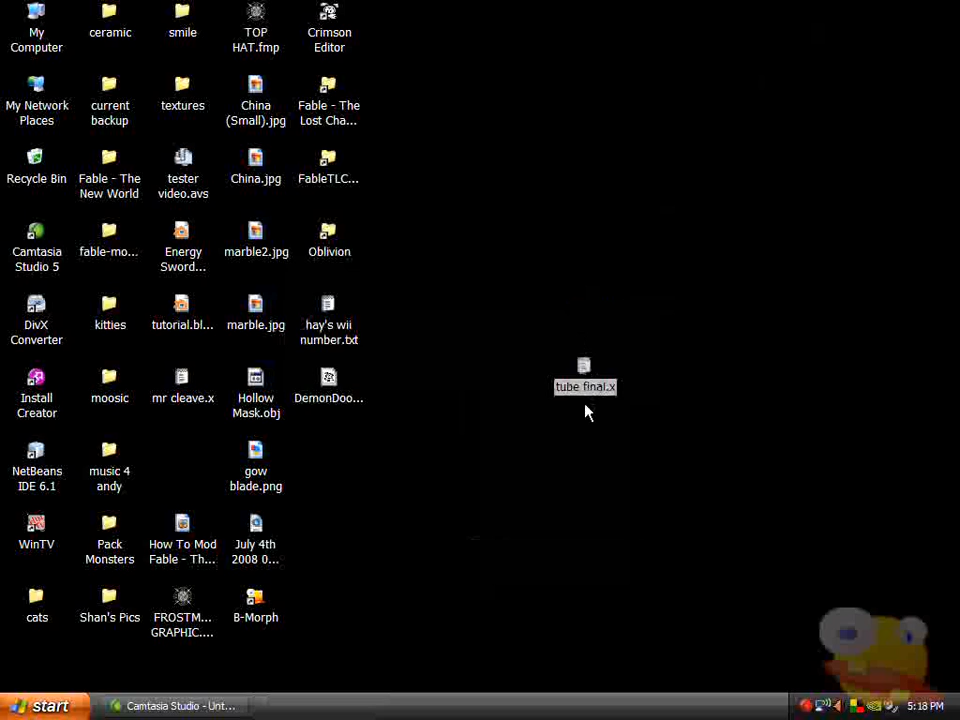 My
Computer
ceramic
smile
TOP
HAT.fmp
Crimson
Editor
My Network
Places
current
backup
textures
China
(Small).jpg
Fable - The
Lost Cha...
Recycle Bin
Fable - The
New World
tester
video.avs
China.jpg
FableTLC...
Camtasia
Studio 5
fable-mo...
Energy
Sword...
marble2.jpg
Oblivion
DivX
Converter
kitties
tutorial.bl...
marble.jpg
hay's wii
number.txt
tube final.x
Install
Creator
moosic
mr cleave.x
Hollow
Mask.obj
DemonDoo...
NetBeans
IDE 6.1
music 4
andy
gow
blade.png
WinTV
Pack
Monsters
How To Mod
Fable - Th...
July 4th
2008 0...
cats
Shan's Pics
FROSTM...
GRAPHIC....
B-Morph
start
Camtasia Studio - Unt...
5:18 PM